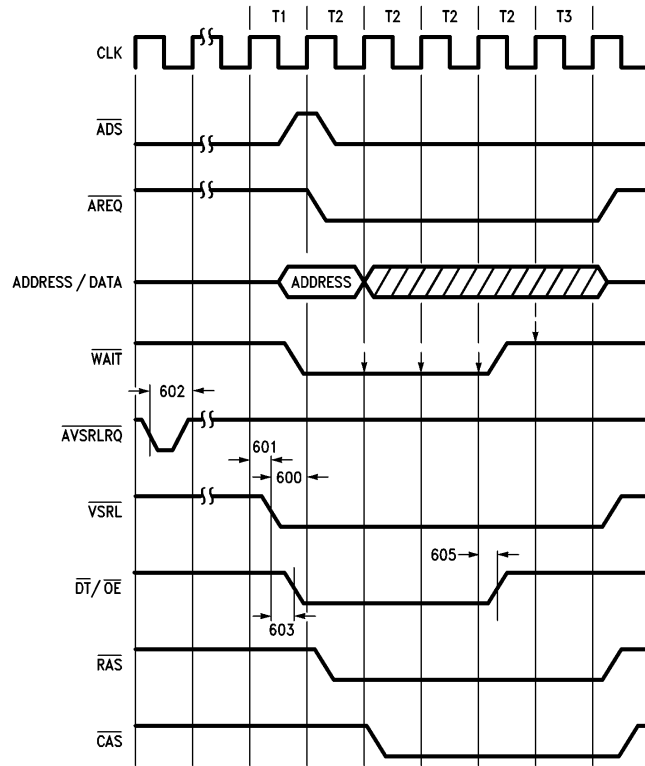 T1 T2 T2 T2 T2 T3
CLK
ADS
AREQ
ADDRESS / DATA
ADDRESS
WAIT
602
AVSRLRQ
601
600
VSRL
605
DT/OE
603
RAS
CAS